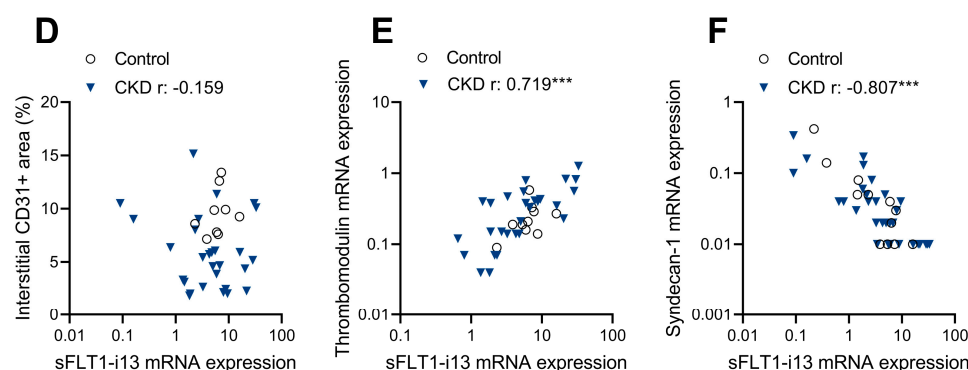 D
Control
CKD r: -0.159
Interstitial CD31+ area (%)
20
15
10
5
0
0.01
0.1
1
10
100
sFLT1-i13 mRNA expression
E
Control
CKD r: 0.719***
Thrombomodulin mRNA expression
10
1
0.1
0.01
0.1
1
10
100
sFLT1-i13 mRNA expression
F
Control
CKD r: -0.807***
Syndecan-1 mRNA expression
1
0.1
0.01
0.001
0.01
0.1
1
10
100
sFLT1-i13 mRNA expression